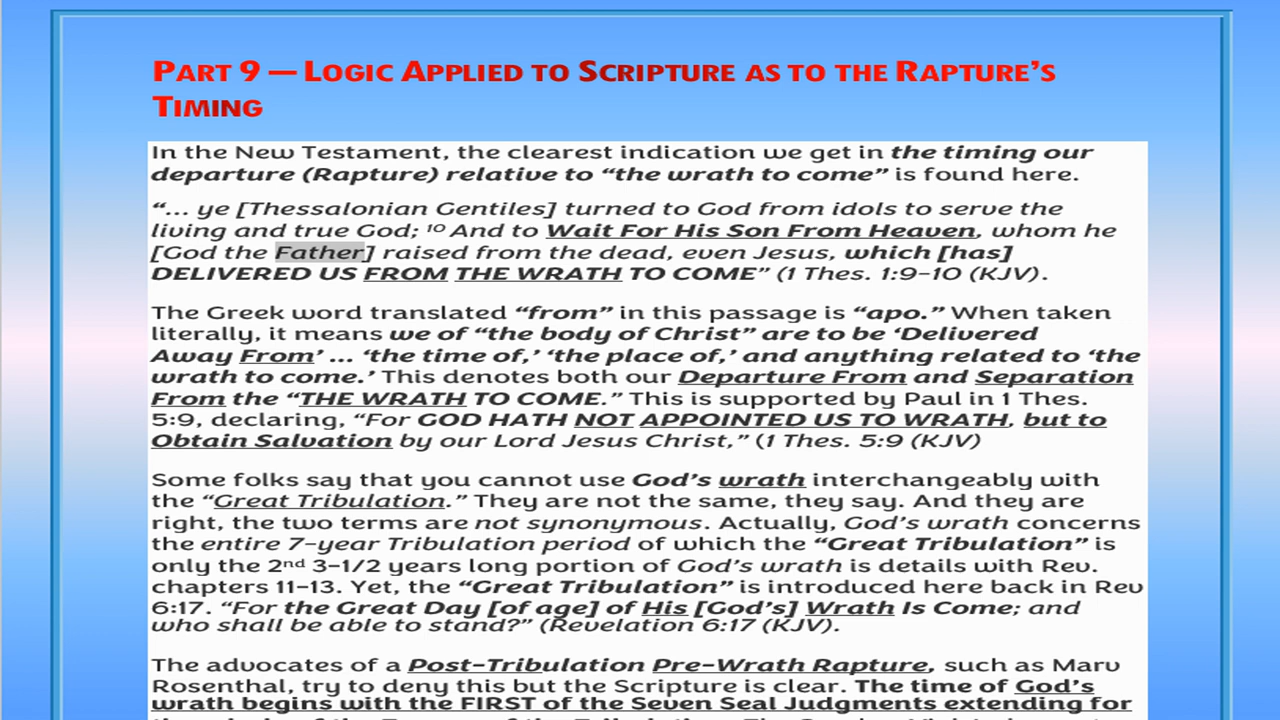 PART 9 — LOGIC APPLIED TO SCRIPTURE AS TO THE RAPTURE'S
TIMING
In the New Testament, the clearest indication we get in the timing our
departure (Rapture) relative to “the wrath to come” is found here.
“… ye [Thessalonian Gentiles] turned to God from idols to serve the
living and true God; ¹⁰ And to Wait For His Son From Heaven, whom he
[God the Father] raised from the dead, even Jesus, which [has]
DELIVERED US FROM THE WRATH TO COME” (1 Thes. 1:9–10 (KJV).
The Greek word translated “from” in this passage is “apo.” When taken
literally, it means we of “the body of Christ” are to be ‘Delivered
Away From’ … ‘the time of,’ ‘the place of,’ and anything related to ‘the
wrath to come.’ This denotes both our Departure From and Separation
From the “THE WRATH TO COME.” This is supported by Paul in 1 Thes.
5:9, declaring, “For GOD HATH NOT APPOINTED US TO WRATH, but to
Obtain Salvation by our Lord Jesus Christ,” (1 Thes. 5:9 (KJV)
Some folks say that you cannot use God’s wrath interchangeably with
the “Great Tribulation.” They are not the same, they say. And they are
right, the two terms are not synonymous. Actually, God’s wrath concerns
the entire 7–year Tribulation period of which the “Great Tribulation” is
only the 2ⁿᵈ 3–1/2 years long portion of God’s wrath is details with Rev.
chapters 11–13. Yet, the “Great Tribulation” is introduced here back in Rev
6:17. “For the Great Day [of age] of His [God’s] Wrath Is Come; and
who shall be able to stand?” (Revelation 6:17 (KJV).
The advocates of a Post–Tribulation Pre–Wrath Rapture, such as Marv
Rosenthal, try to deny this but the Scripture is clear. The time of God’s
wrath begins with the FIRST of the Seven Seal Judgments extending for